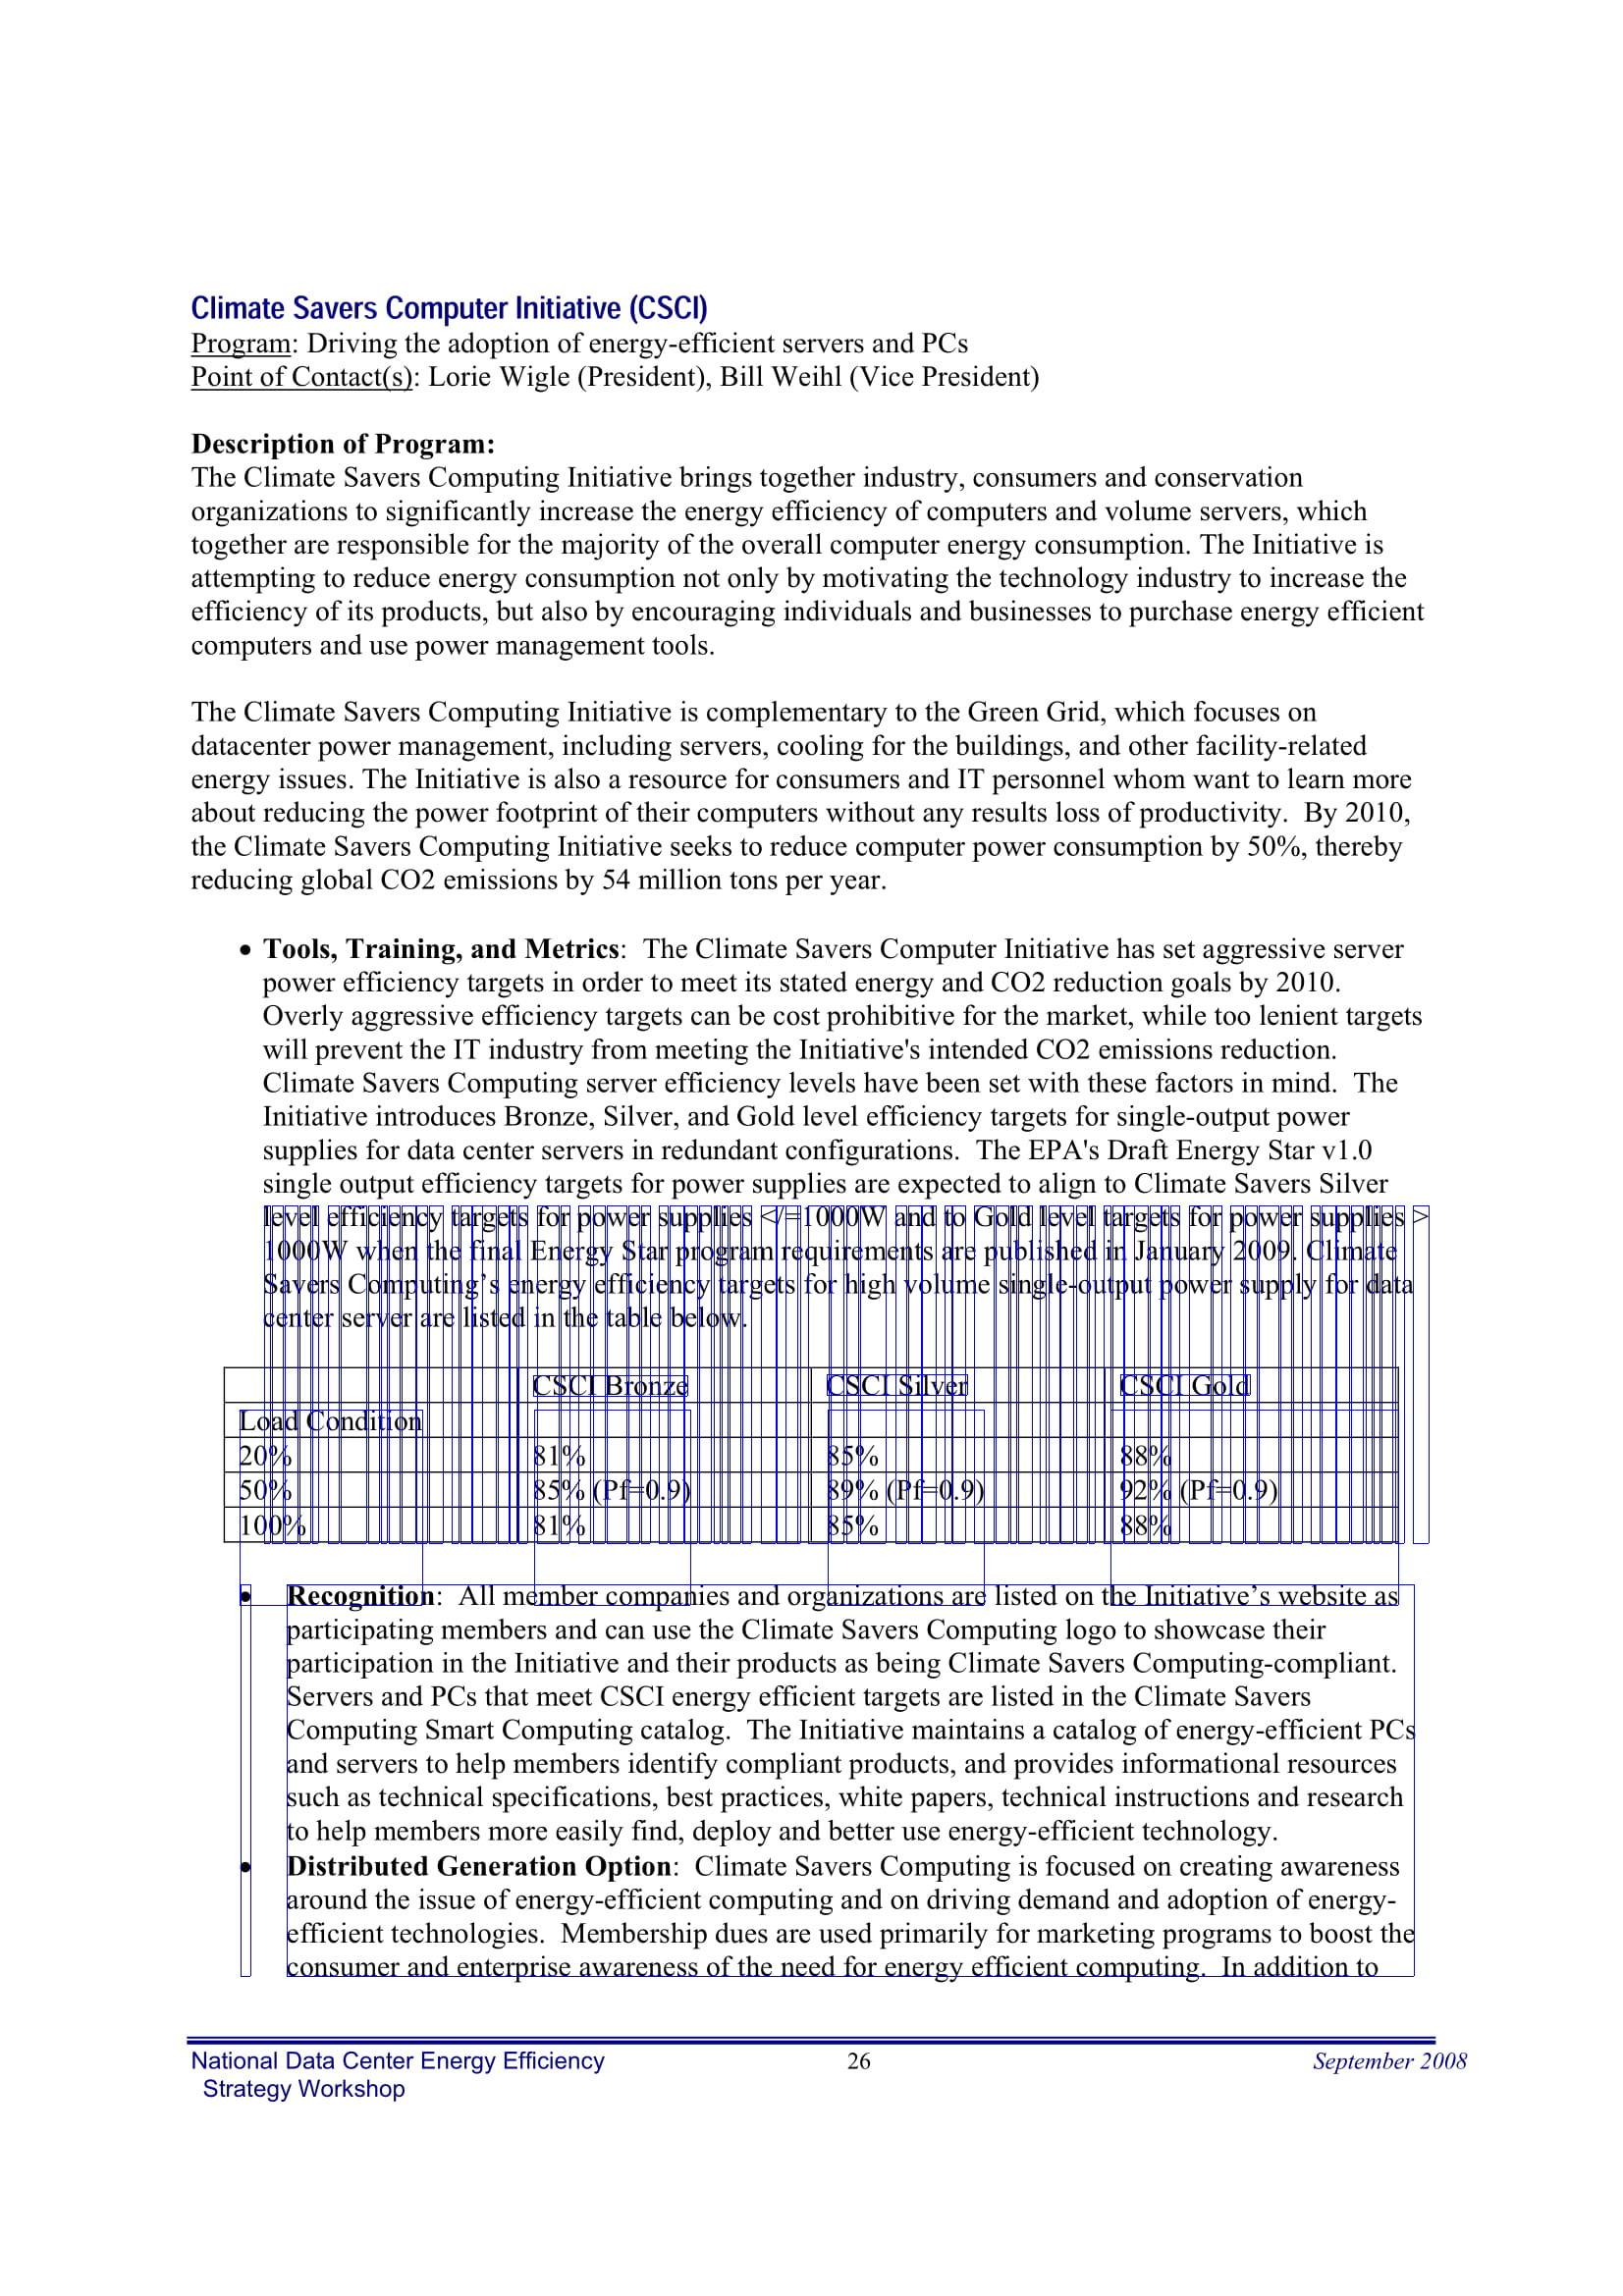 Climate Savers Computer Initiative (CSCI)
Program: Driving the adoption of energy-efficient servers and PCs
Point of Contact(s): Lorie Wigle (President), Bill Weihl (Vice President)
Description of Program:
The Climate Savers Computing Initiative brings together industry, consumers and conservation
organizations to significantly increase the energy efficiency of computers and volume servers, which
together are responsible for the majority of the overall computer energy consumption. The Initiative is
attempting to reduce energy consumption not only by motivating the technology industry to increase the
efficiency of its products, but also by encouraging individuals and businesses to purchase energy efficient
computers and use power management tools.
The Climate Savers Computing Initiative is complementary to the Green Grid, which focuses on
datacenter power management, including servers, cooling for the buildings, and other facility-related
energy issues. The Initiative is also a resource for consumers and IT personnel whom want to learn more
about reducing the power footprint of their computers without any results loss of productivity.  By 2010,
the Climate Savers Computing Initiative seeks to reduce computer power consumption by 50%, thereby
reducing global CO2 emissions by 54 million tons per year.
• Tools, Training, and Metrics:  The Climate Savers Computer Initiative has set aggressive server
power efficiency targets in order to meet its stated energy and CO2 reduction goals by 2010.
Overly aggressive efficiency targets can be cost prohibitive for the market, while too lenient targets
will prevent the IT industry from meeting the Initiative's intended CO2 emissions reduction.
Climate Savers Computing server efficiency levels have been set with these factors in mind.  The
Initiative introduces Bronze, Silver, and Gold level efficiency targets for single-output power
supplies for data center servers in redundant configurations.  The EPA's Draft Energy Star v1.0
single output efficiency targets for power supplies are expected to align to Climate Savers Silver
level efficiency targets for power supplies </=1000W and to Gold level targets for power supplies >
1000W when the final Energy Star program requirements are published in January 2009. Climate
Savers Computing’s energy efficiency targets for high volume single-output power supply for data
center server are listed in the table below.
CSCI Bronze CSCI Silver CSCI Gold
Load Condition
20% 81% 85% 88%
50% 85% (Pf=0.9) 89% (Pf=0.9) 92% (Pf=0.9)
100% 81% 85% 88%
• Recognition:  All member companies and organizations are listed on the Initiative’s website as
participating members and can use the Climate Savers Computing logo to showcase their
participation in the Initiative and their products as being Climate Savers Computing-compliant.
Servers and PCs that meet CSCI energy efficient targets are listed in the Climate Savers
Computing Smart Computing catalog.  The Initiative maintains a catalog of energy-efficient PCs
and servers to help members identify compliant products, and provides informational resources
such as technical specifications, best practices, white papers, technical instructions and research
to help members more easily find, deploy and better use energy-efficient technology.
• Distributed Generation Option:  Climate Savers Computing is focused on creating awareness
around the issue of energy-efficient computing and on driving demand and adoption of energy-
efficient technologies.  Membership dues are used primarily for marketing programs to boost the
consumer and enterprise awareness of the need for energy efficient computing.  In addition to
National Data Center Energy Efficiency 26 September 2008
Strategy Workshop